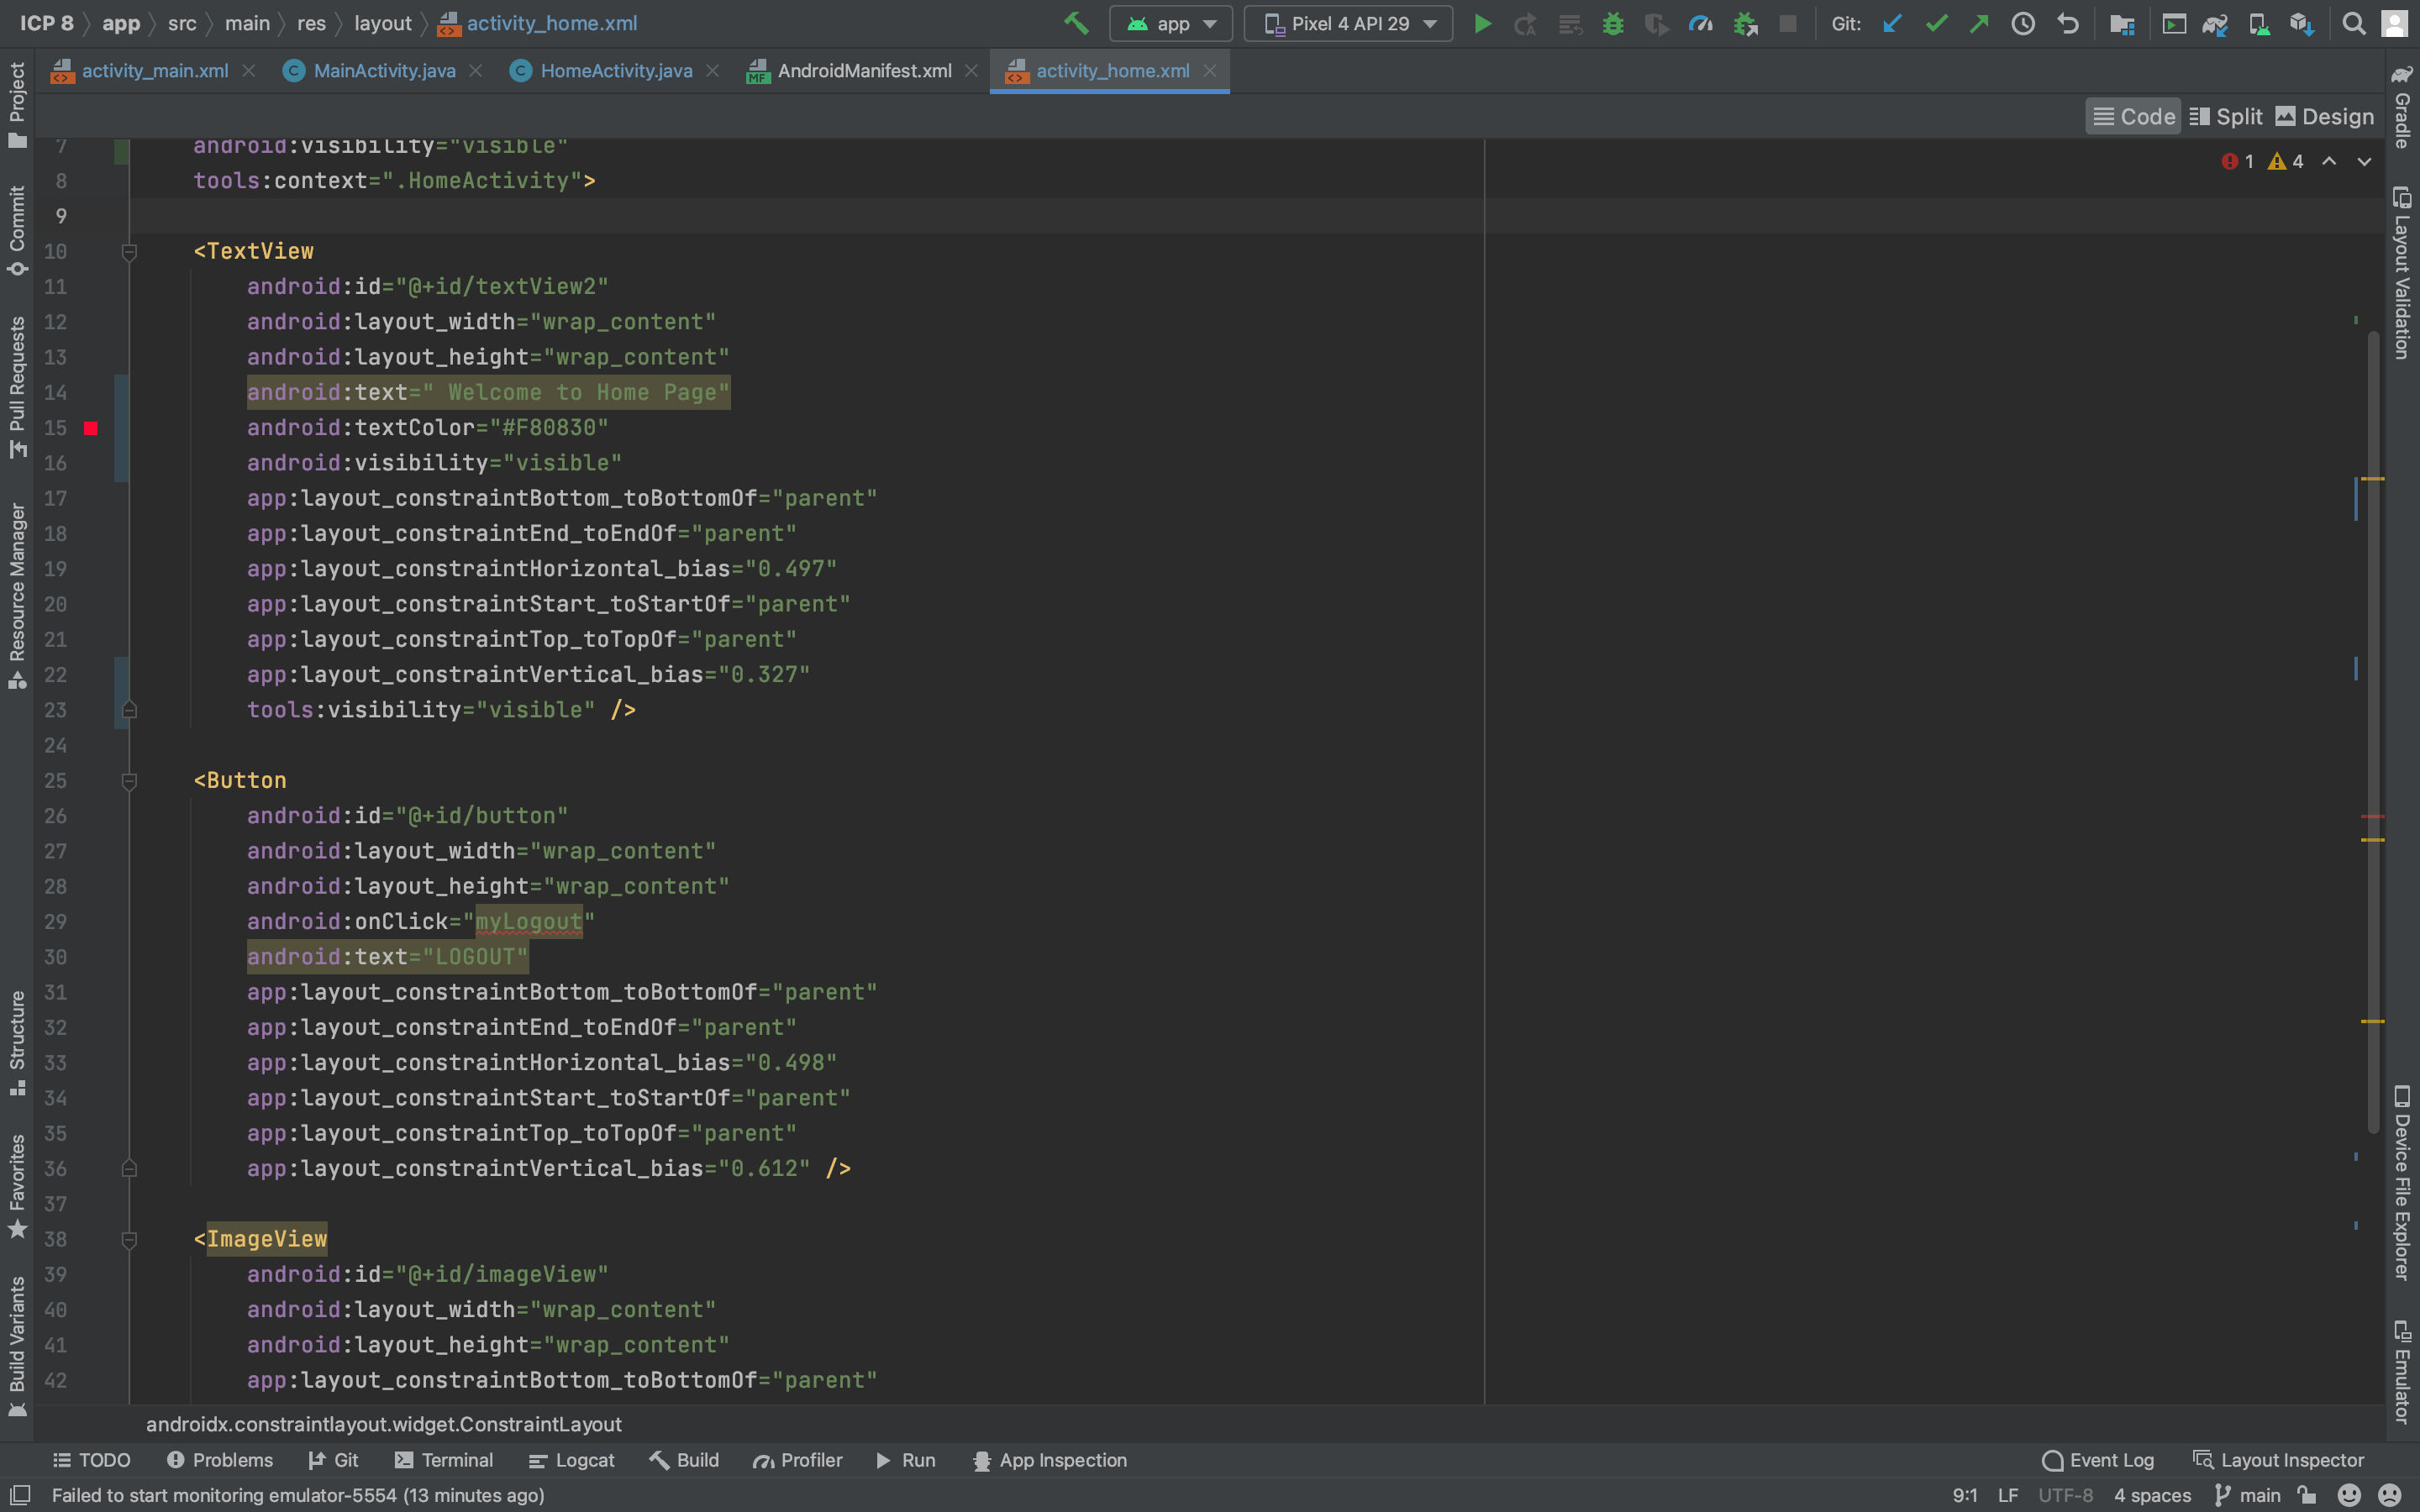 ICP 8 app src main res layout activity_home.xml app Pixel 4 API 29 Git:
activity_main.xml MainActivity.java HomeActivity.java AndroidManifest.xml activity_home.xml
Code Split Design
1 4
7 android:visibility="visible"
8 tools:context=".HomeActivity">
9
10 <TextView
11 android:id="@+id/textView2"
12 android:layout_width="wrap_content"
13 android:layout_height="wrap_content"
14 android:text=" Welcome to Home Page"
15 android:textColor="#F80830"
16 android:visibility="visible"
17 app:layout_constraintBottom_toBottomOf="parent"
18 app:layout_constraintEnd_toEndOf="parent"
19 app:layout_constraintHorizontal_bias="0.497"
20 app:layout_constraintStart_toStartOf="parent"
21 app:layout_constraintTop_toTopOf="parent"
22 app:layout_constraintVertical_bias="0.327"
23 tools:visibility="visible" />
24
25 <Button
26 android:id="@+id/button"
27 android:layout_width="wrap_content"
28 android:layout_height="wrap_content"
29 android:onClick="myLogout"
30 android:text="LOGOUT"
31 app:layout_constraintBottom_toBottomOf="parent"
32 app:layout_constraintEnd_toEndOf="parent"
33 app:layout_constraintHorizontal_bias="0.498"
34 app:layout_constraintStart_toStartOf="parent"
35 app:layout_constraintTop_toTopOf="parent"
36 app:layout_constraintVertical_bias="0.612" />
37
38 <ImageView
39 android:id="@+id/imageView"
40 android:layout_width="wrap_content"
41 android:layout_height="wrap_content"
42 app:layout_constraintBottom_toBottomOf="parent"
androidx.constraintlayout.widget.ConstraintLayout
Project
Commit
Pull Requests
Resource Manager
Structure
Favorites
Build Variants
Gradle
Layout Validation
Device File Explorer
Emulator
TODO Problems Git Terminal Logcat Build Profiler Run App Inspection Event Log Layout Inspector
Failed to start monitoring emulator-5554 (13 minutes ago) 9:1 LF UTF-8 4 spaces main